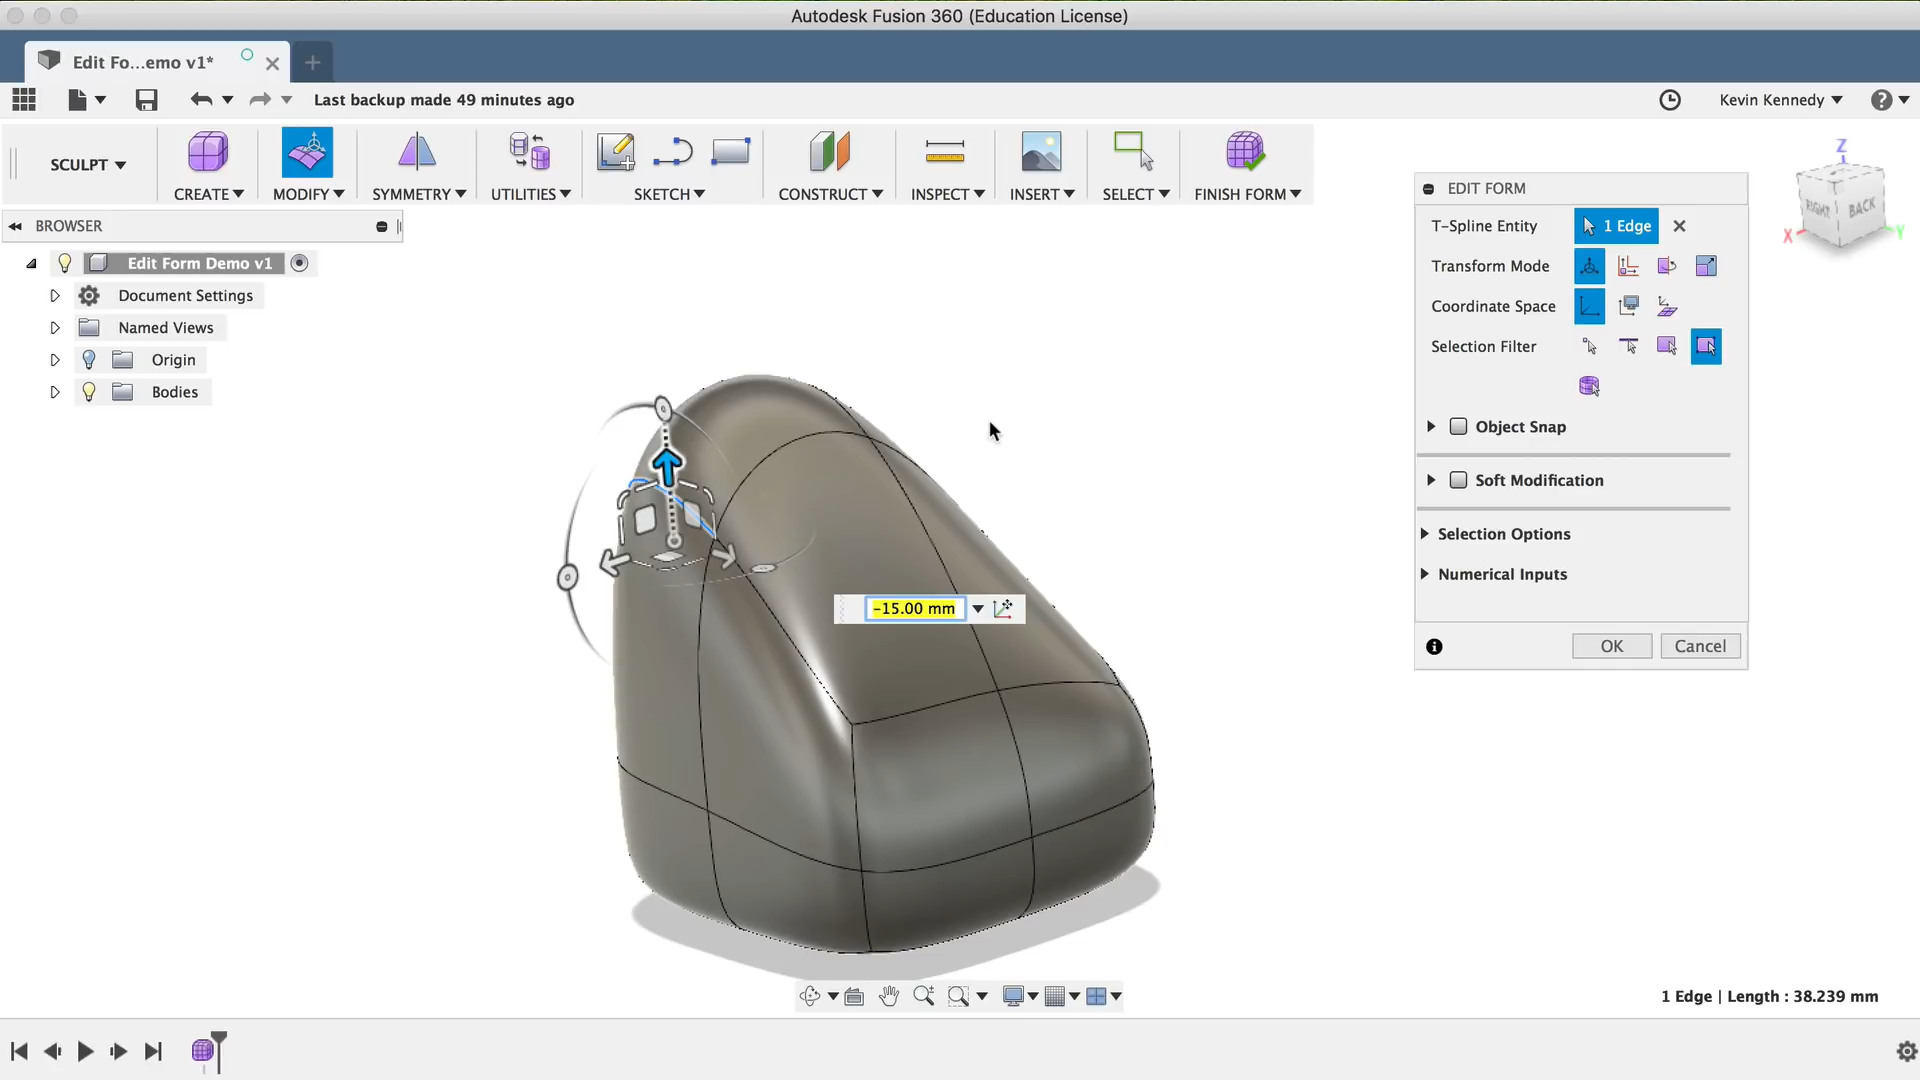 Autodesk Fusion 360 (Education License)
Edit Fo...emo v1*
Last backup made 49 minutes ago
Kevin Kennedy
SCULPT
CREATE
MODIFY
SYMMETRY
UTILITIES
SKETCH
CONSTRUCT
INSPECT
INSERT
SELECT
FINISH FORM
BROWSER
Edit Form Demo v1
Document Settings
Named Views
Origin
Bodies
EDIT FORM
T-Spline Entity
1 Edge
Transform Mode
Coordinate Space
Selection Filter
Object Snap
Soft Modification
Selection Options
Numerical Inputs
OK
Cancel
Z
RIGHT
BACK
X
Y
-15.00 mm
1 Edge | Length : 38.239 mm